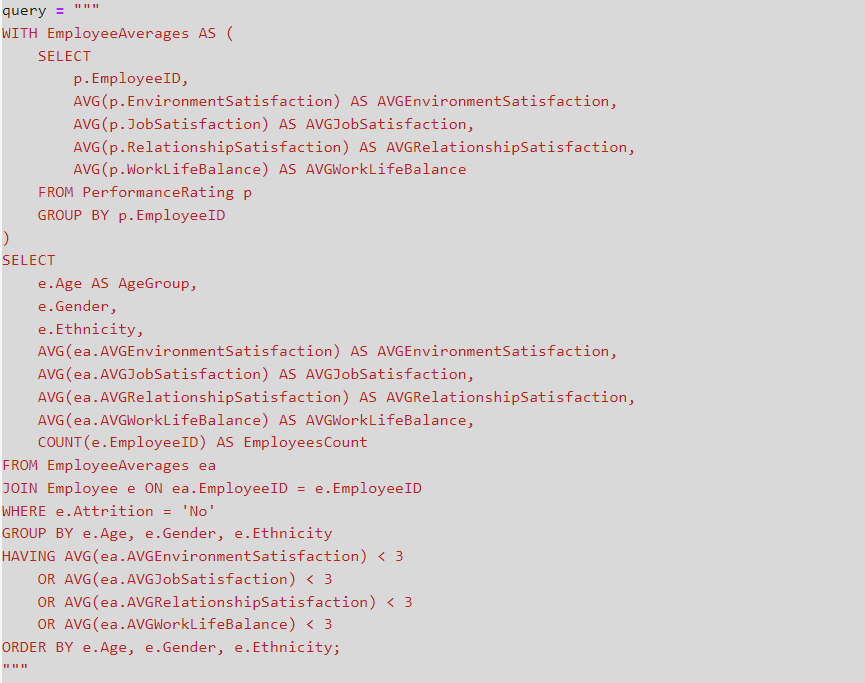 query = """
WITH EmployeeAverages AS (
    SELECT
        p.EmployeeID,
        AVG(p.EnvironmentSatisfaction) AS AVGEnvironmentSatisfaction,
        AVG(p.JobSatisfaction) AS AVGJobSatisfaction,
        AVG(p.RelationshipSatisfaction) AS AVGRelationshipSatisfaction,
        AVG(p.WorkLifeBalance) AS AVGWorkLifeBalance
    FROM PerformanceRating p
    GROUP BY p.EmployeeID
)
SELECT
    e.Age AS AgeGroup,
    e.Gender,
    e.Ethnicity,
    AVG(ea.AVGEnvironmentSatisfaction) AS AVGEnvironmentSatisfaction,
    AVG(ea.AVGJobSatisfaction) AS AVGJobSatisfaction,
    AVG(ea.AVGRelationshipSatisfaction) AS AVGRelationshipSatisfaction,
    AVG(ea.AVGWorkLifeBalance) AS AVGWorkLifeBalance,
    COUNT(e.EmployeeID) AS EmployeesCount
FROM EmployeeAverages ea
JOIN Employee e ON ea.EmployeeID = e.EmployeeID
WHERE e.Attrition = 'No'
GROUP BY e.Age, e.Gender, e.Ethnicity
HAVING AVG(ea.AVGEnvironmentSatisfaction) < 3
    OR AVG(ea.AVGJobSatisfaction) < 3
    OR AVG(ea.AVGRelationshipSatisfaction) < 3
    OR AVG(ea.AVGWorkLifeBalance) < 3
ORDER BY e.Age, e.Gender, e.Ethnicity;
"""